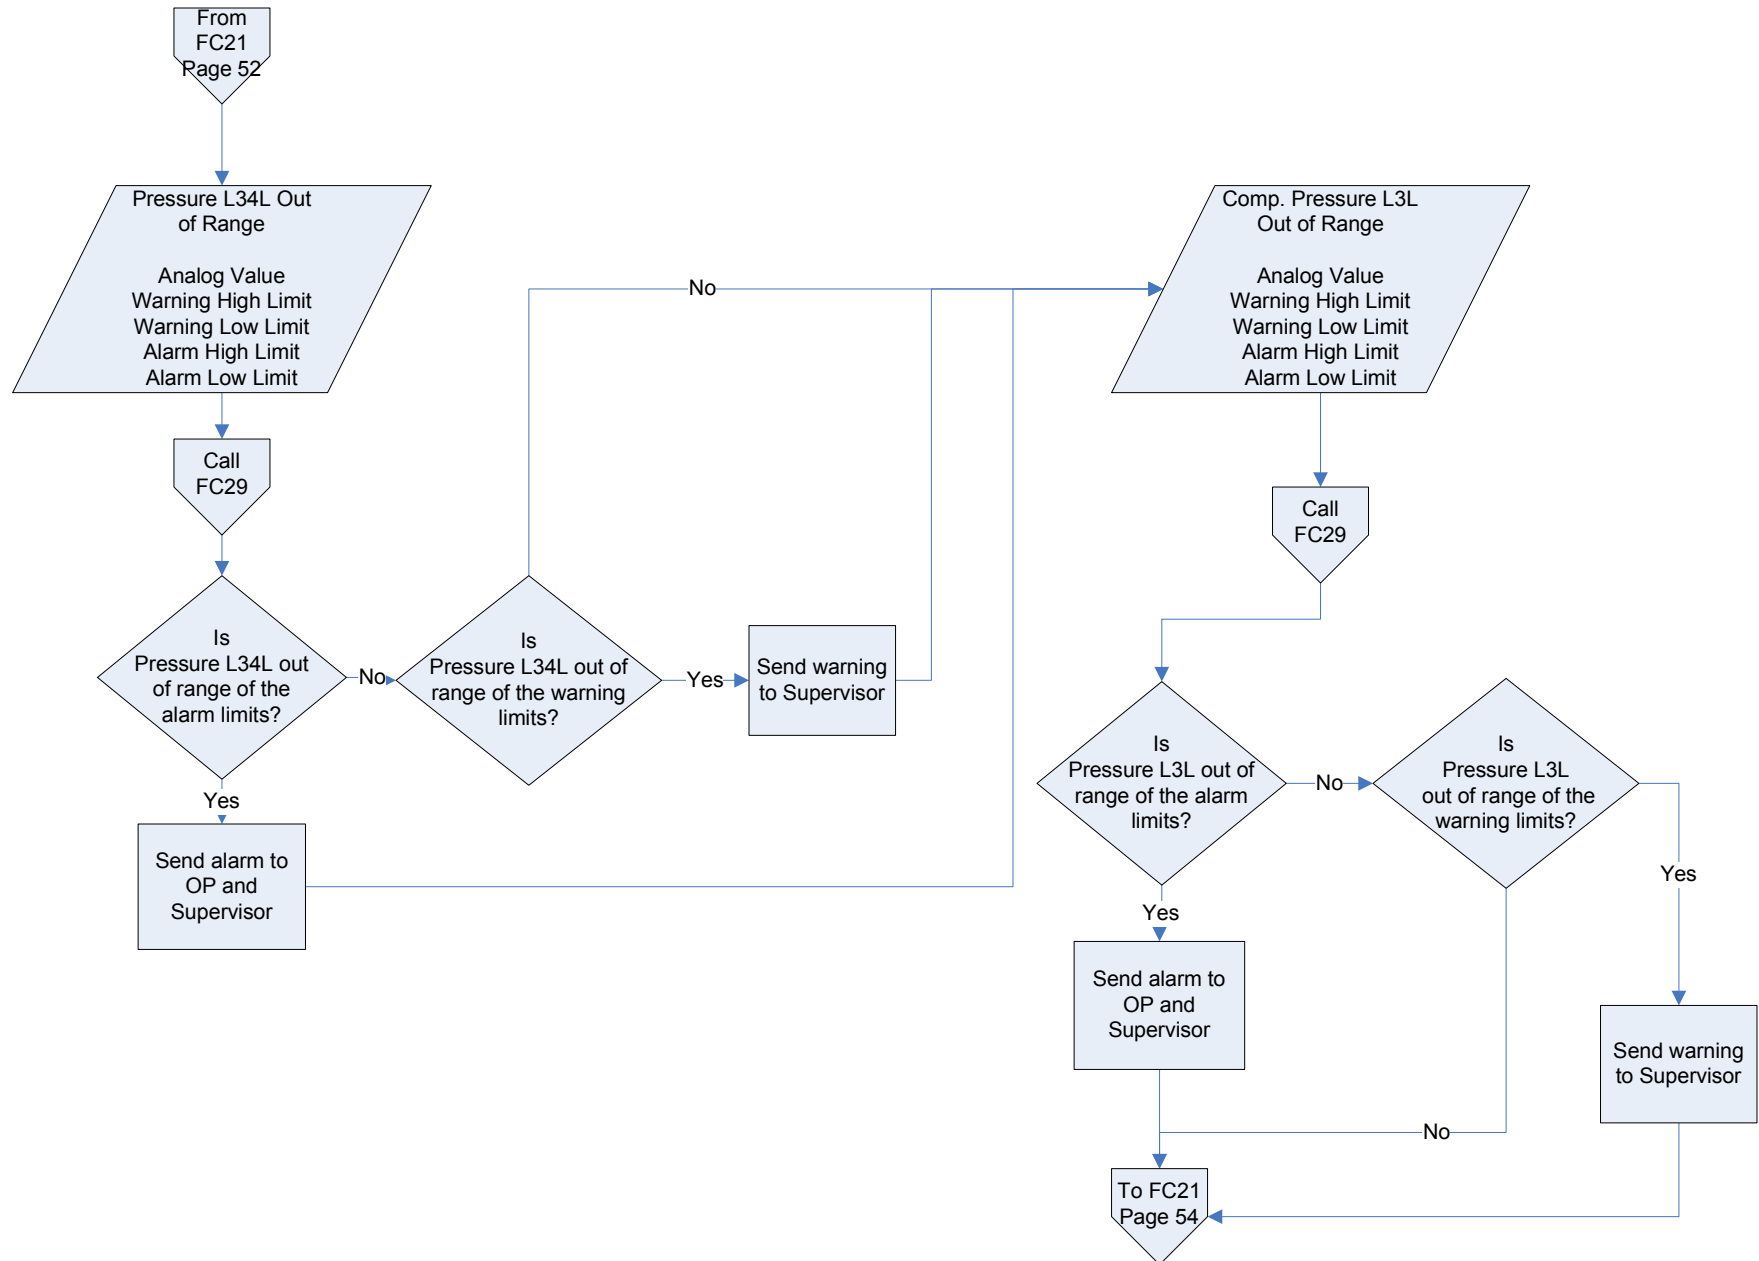 From
FC21
Page 52
Pressure L34L Out
of Range
Analog Value
Warning High Limit
Warning Low Limit
Alarm High Limit
Alarm Low Limit
Call
FC29
Is
Pressure L34L out
of range of the
alarm limits?
No
Is
Pressure L34L out of
range of the warning
limits?
No
Yes
Send warning
to Supervisor
Yes
Send alarm to
OP and
Supervisor
Comp. Pressure L3L
Out of Range
Analog Value
Warning High Limit
Warning Low Limit
Alarm High Limit
Alarm Low Limit
Call
FC29
Is
Pressure L3L out of
range of the alarm
limits?
No
Is
Pressure L3L
out of range of the
warning limits?
Yes
Yes
Send alarm to
OP and
Supervisor
Send warning
to Supervisor
No
To FC21
Page 54